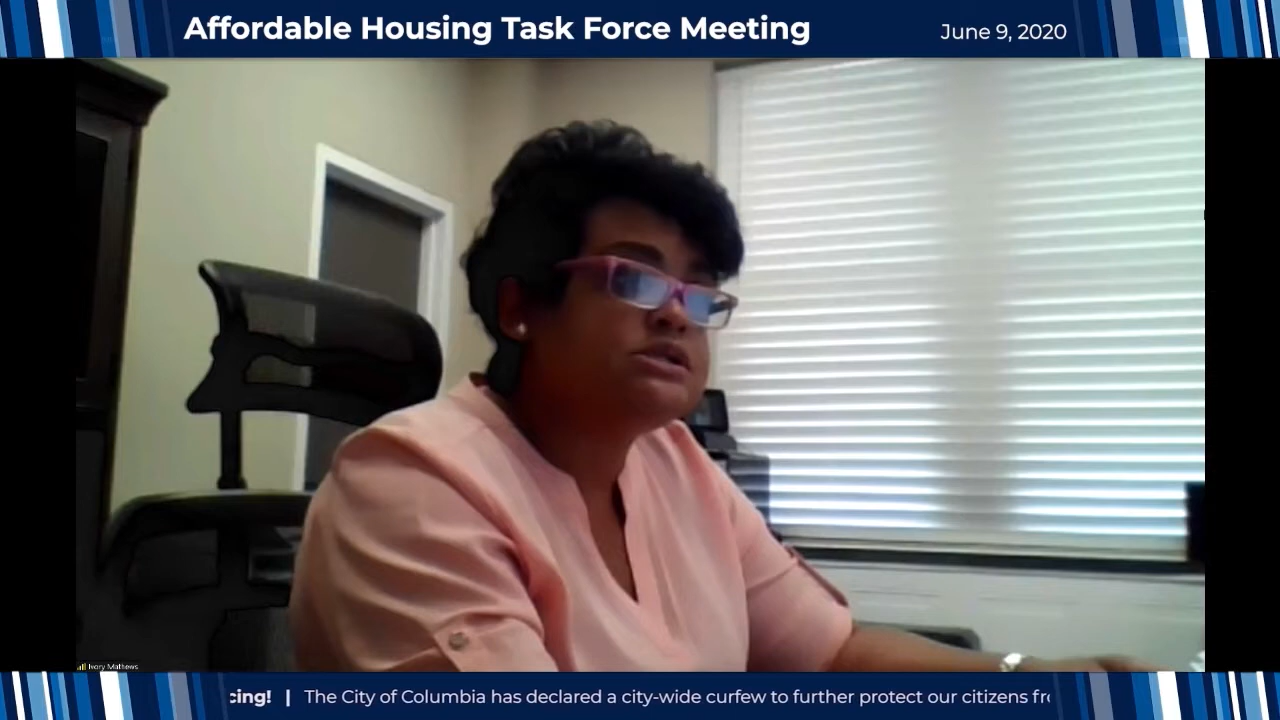 Affordable Housing Task Force Meeting
June 9, 2020
Ivory Mathews
cing! | The City of Columbia has declared a city-wide curfew to further protect our citizens fr